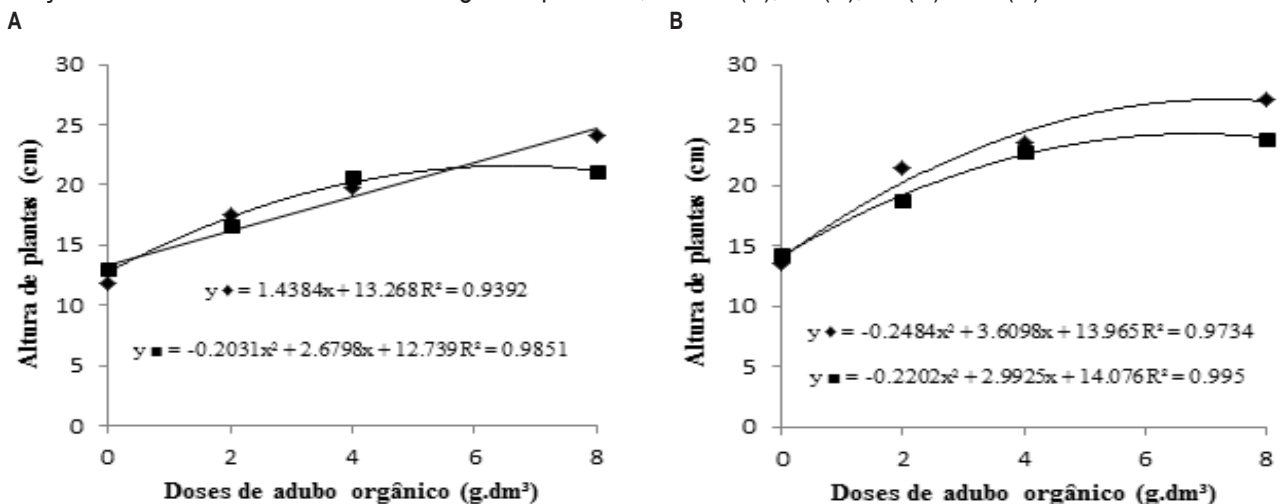 A
B
Altura de plantas (cm)
30
25
20
15
10
5
0
y ◆ = 1.4384x + 13.268 R² = 0.9392
y ■ = -0.2031x² + 2.6798x + 12.739 R² = 0.9851
0 2 4 6 8
Doses de adubo orgânico (g.dm³)
Altura de plantas (cm)
30
25
20
15
10
5
0
y ◆ = -0.2484x² + 3.6098x + 13.965 R² = 0.9734
y ■ = -0.2202x² + 2.9925x + 14.076 R² = 0.995
0 2 4 6 8
Doses de adubo orgânico (g.dm³)